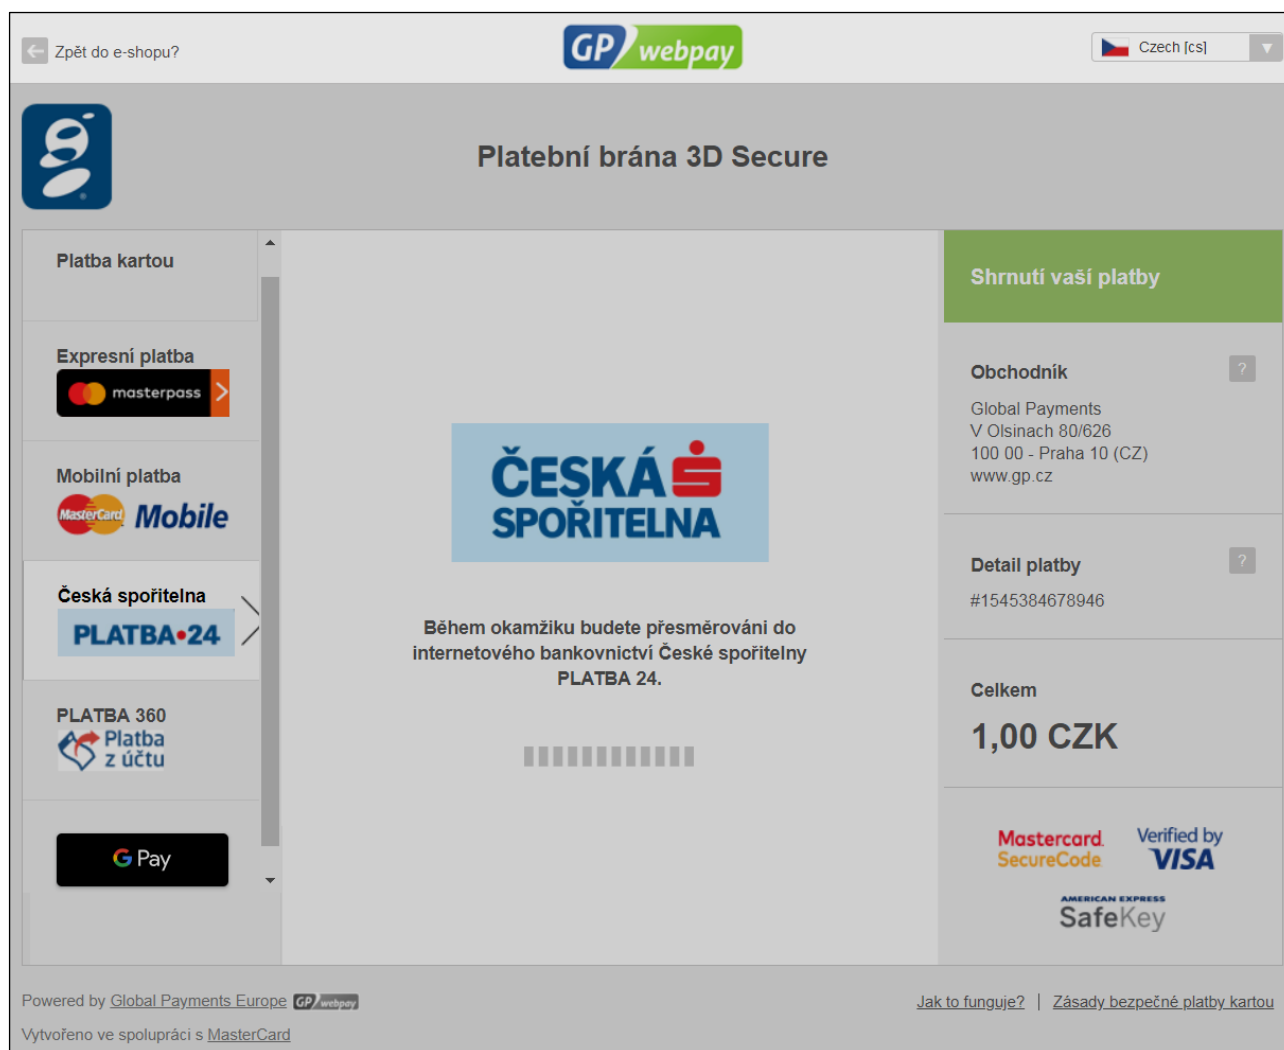 Zpět do e-shopu?
GP webpay
Czech [cs]
Platební brána 3D Secure
Platba kartou
Expresní platba
masterpass
Mobilní platba
MasterCard Mobile
Česká spořitelna
PLATBA•24
PLATBA 360
Platba
z účtu
G Pay
ČESKÁ
SPOŘITELNA
Během okamžiku budete přesměrováni do
internetového bankovnictví České spořitelny
PLATBA 24.
Shrnutí vaší platby
Obchodník
?
Global Payments
V Olsinach 80/626
100 00 - Praha 10 (CZ)
www.gp.cz
Detail platby
?
#1545384678946
Celkem
1,00 CZK
Mastercard.
SecureCode
Verified by
VISA
AMERICAN EXPRESS
SafeKey
Powered by Global Payments Europe GP webpay
Jak to funguje? | Zásady bezpečné platby kartou
Vytvořeno ve spolupráci s MasterCard